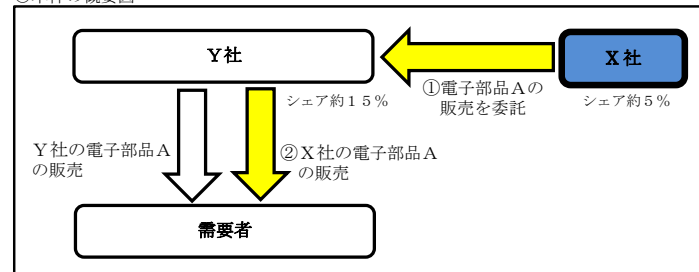 Y社
X社
シェア約15%
①電子部品Aの
販売を委託
シェア約5%
Y社の電子部品A
の販売
②X社の電子部品A
の販売
需要者